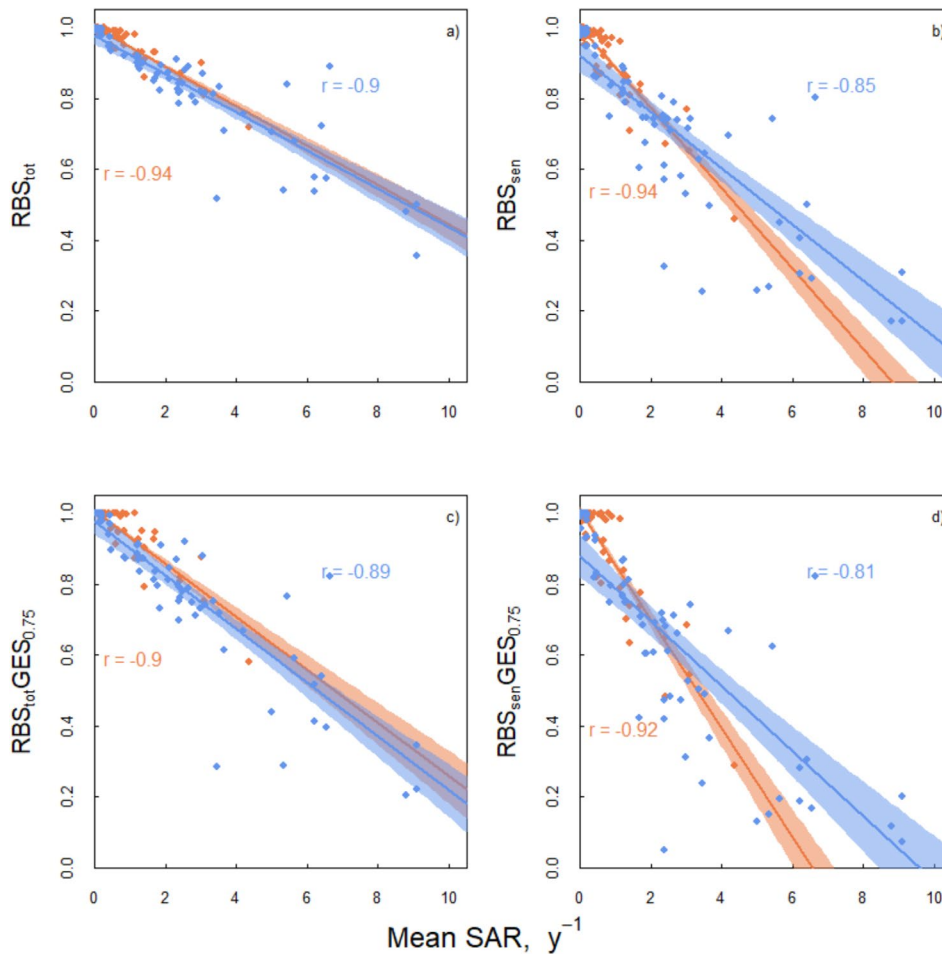 a)
r = -0.9
r = -0.94
RBS_tot
1.0
0.8
0.6
0.4
0.2
0.0
0 2 4 6 8 10
b)
r = -0.85
r = -0.94
RBS_sen
1.0
0.8
0.6
0.4
0.2
0.0
0 2 4 6 8 10
c)
r = -0.89
r = -0.9
RBS_totGES_0.75
1.0
0.8
0.6
0.4
0.2
0.0
0 2 4 6 8 10
d)
r = -0.81
r = -0.92
RBS_senGES_0.75
1.0
0.8
0.6
0.4
0.2
0.0
0 2 4 6 8 10
Mean SAR, y⁻¹